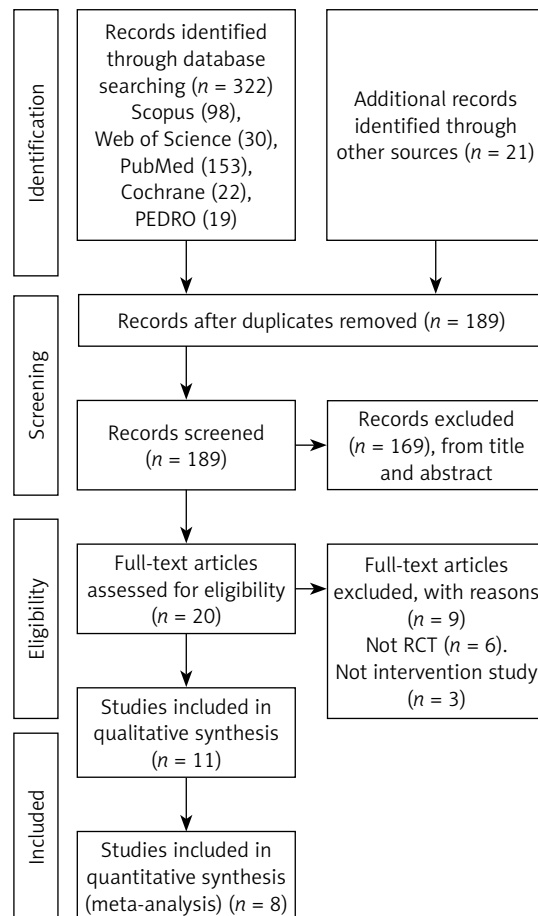 Identification
Records identified
through database
searching (n = 322)
Scopus (98),
Web of Science (30),
PubMed (153),
Cochrane (22),
PEDRO (19)
Additional records
identified through
other sources (n = 21)
Screening
Records after duplicates removed (n = 189)
Records screened
(n = 189)
Records excluded
(n = 169), from title
and abstract
Eligibility
Full-text articles
assessed for eligibility
(n = 20)
Full-text articles
excluded, with reasons
(n = 9)
Not RCT (n = 6).
Not intervention study
(n = 3)
Studies included in
qualitative synthesis
(n = 11)
Included
Studies included in
quantitative synthesis
(meta-analysis) (n = 8)